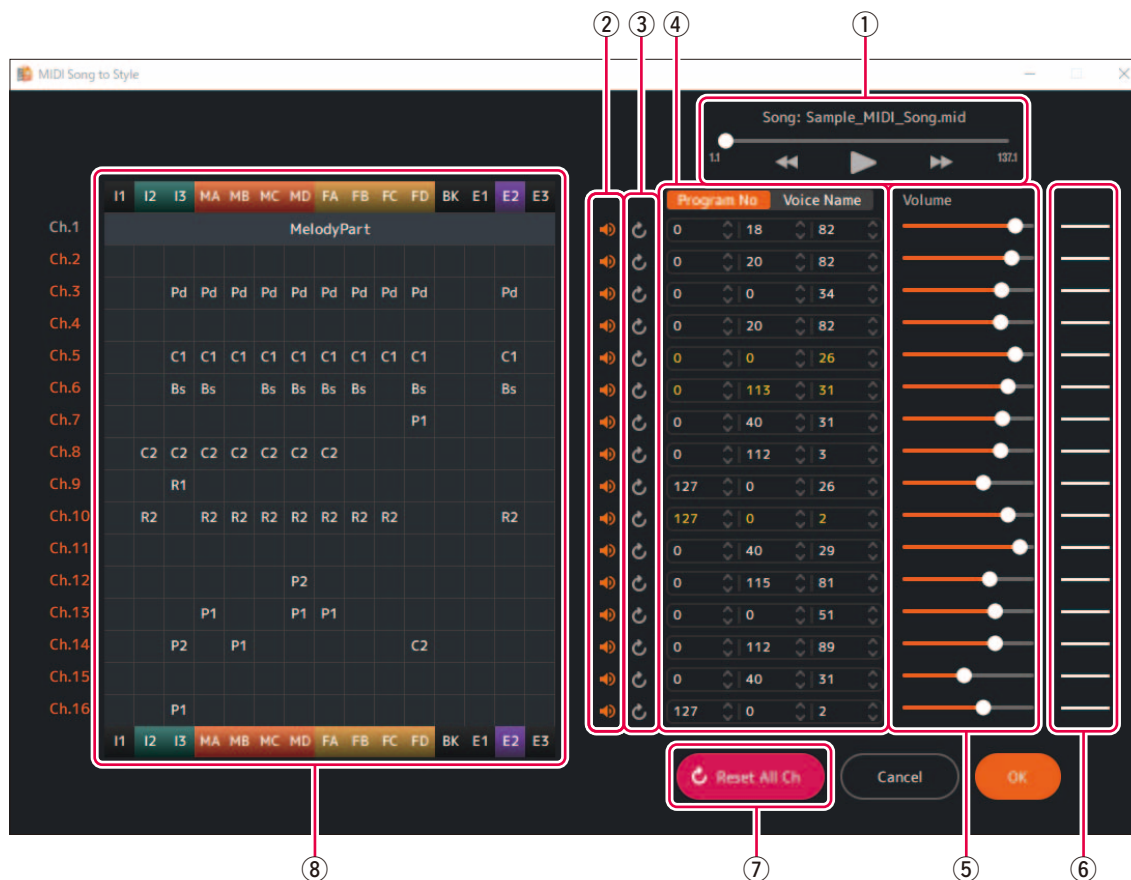 ② ③ ④ ①
MIDI Song to Style
Song: Sample_MIDI_Song.mid
1.1 137.1
I1 I2 I3 MA MB MC MD FA FB FC FD BK E1 E2 E3 Program No Voice Name Volume
Ch.1 MelodyPart 0 18 82
Ch.2 0 20 82
Ch.3 Pd Pd Pd Pd Pd Pd Pd Pd Pd Pd 0 0 34
Ch.4 0 20 82
Ch.5 C1 C1 C1 C1 C1 C1 C1 C1 C1 C1 0 0 26
Ch.6 Bs Bs Bs Bs Bs Bs Bs Bs 0 113 31
Ch.7 P1 0 40 31
Ch.8 C2 C2 C2 C2 C2 C2 C2 0 112 3
Ch.9 R1 127 0 26
Ch.10 R2 R2 R2 R2 R2 R2 R2 R2 R2 127 0 2
Ch.11 0 40 29
Ch.12 P2 0 115 81
Ch.13 P1 P1 P1 0 0 51
Ch.14 P2 P1 C2 0 112 89
Ch.15 0 40 31
Ch.16 P1 127 0 2
I1 I2 I3 MA MB MC MD FA FB FC FD BK E1 E2 E3
Reset All Ch Cancel OK
⑧ ⑦ ⑤ ⑥